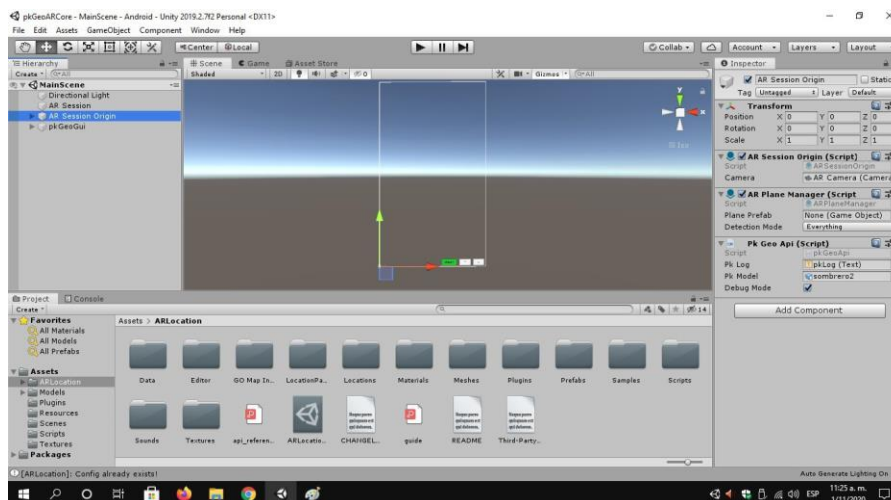 pkGeoARCore - MainScene - Android - Unity 2019.2.7f2 Personal <DX11>
File Edit Assets GameObject Component Window Help
Center Local
Collab
Account
Layers
Layout
Hierarchy
Create
All
MainScene
Directional Light
AR Session
AR Session Origin
pkGeoGui
Scene
Game
Asset Store
Shaded
2D
0
Gizmos
All
y
x
Iso
Inspector
AR Session Origin
Static
Tag Untagged
Layer Default
Transform
Position X 0 Y 0 Z 0
Rotation X 0 Y 0 Z 0
Scale X 1 Y 1 Z 1
AR Session Origin (Script)
Script ARSessionOrigin
Camera AR Camera (Camera
AR Plane Manager (Script
Script ARPlaneManager
Plane Prefab None (Game Object)
Detection Mode Everything
Pk Geo Api (Script)
Script pkGeoApi
Pk Log pkLog (Text)
Pk Model sombrero2
Debug Mode
Add Component
Project
Console
Create
14
Favorites
All Materials
All Models
All Prefabs
Assets
ARLocation
Models
Plugins
Resources
Scenes
Scripts
Textures
Packages
Assets > ARLocation
Data
Editor
GO Map In...
LocationPa...
Locations
Materials
Meshes
Plugins
Prefabs
Samples
Scripts
Sounds
Textures
api_referen...
ARLocatio...
CHANGEL...
guide
README
Third-Party...
[ARLocation]: Config already exists!
Auto Generate Lighting On
ESP
11:25 a. m.
1/11/2020